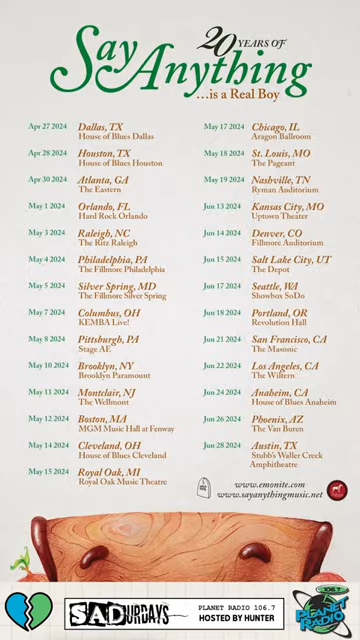 20 YEARS OF
Say Anything
...is a Real Boy
Apr 27 2024 Dallas, TX
House of Blues Dallas
Apr 28 2024 Houston, TX
House of Blues Houston
Apr 30 2024 Atlanta, GA
The Eastern
May 1 2024 Orlando, FL
Hard Rock Orlando
May 3 2024 Raleigh, NC
The Ritz Raleigh
May 4 2024 Philadelphia, PA
The Fillmore Philadelphia
May 5 2024 Silver Spring, MD
The Fillmore Silver Spring
May 7 2024 Columbus, OH
KEMBA Live!
May 8 2024 Pittsburgh, PA
Stage AE
May 10 2024 Brooklyn, NY
Brooklyn Paramount
May 11 2024 Montclair, NJ
The Wellmont
May 12 2024 Boston, MA
MGM Music Hall at Fenway
May 14 2024 Cleveland, OH
House of Blues Cleveland
May 15 2024 Royal Oak, MI
Royal Oak Music Theatre
May 17 2024 Chicago, IL
Aragon Ballroom
May 18 2024 St. Louis, MO
The Pageant
May 19 2024 Nashville, TN
Ryman Auditorium
Jun 13 2024 Kansas City, MO
Uptown Theater
Jun 14 2024 Denver, CO
Fillmore Auditorium
Jun 15 2024 Salt Lake City, UT
The Depot
Jun 17 2024 Seattle, WA
Showbox SoDo
Jun 18 2024 Portland, OR
Revolution Hall
Jun 21 2024 San Francisco, CA
The Masonic
Jun 22 2024 Los Angeles, CA
The Wiltern
Jun 24 2024 Anaheim, CA
House of Blues Anaheim
Jun 26 2024 Phoenix, AZ
The Van Buren
Jun 28 2024 Austin, TX
Stubb's Waller Creek
Amphitheatre
www.emonite.com
www.sayanythingmusic.net
SADURDAYS
PLANET RADIO 106.7
HOSTED BY HUNTER
106.7
PLANET
RADIO